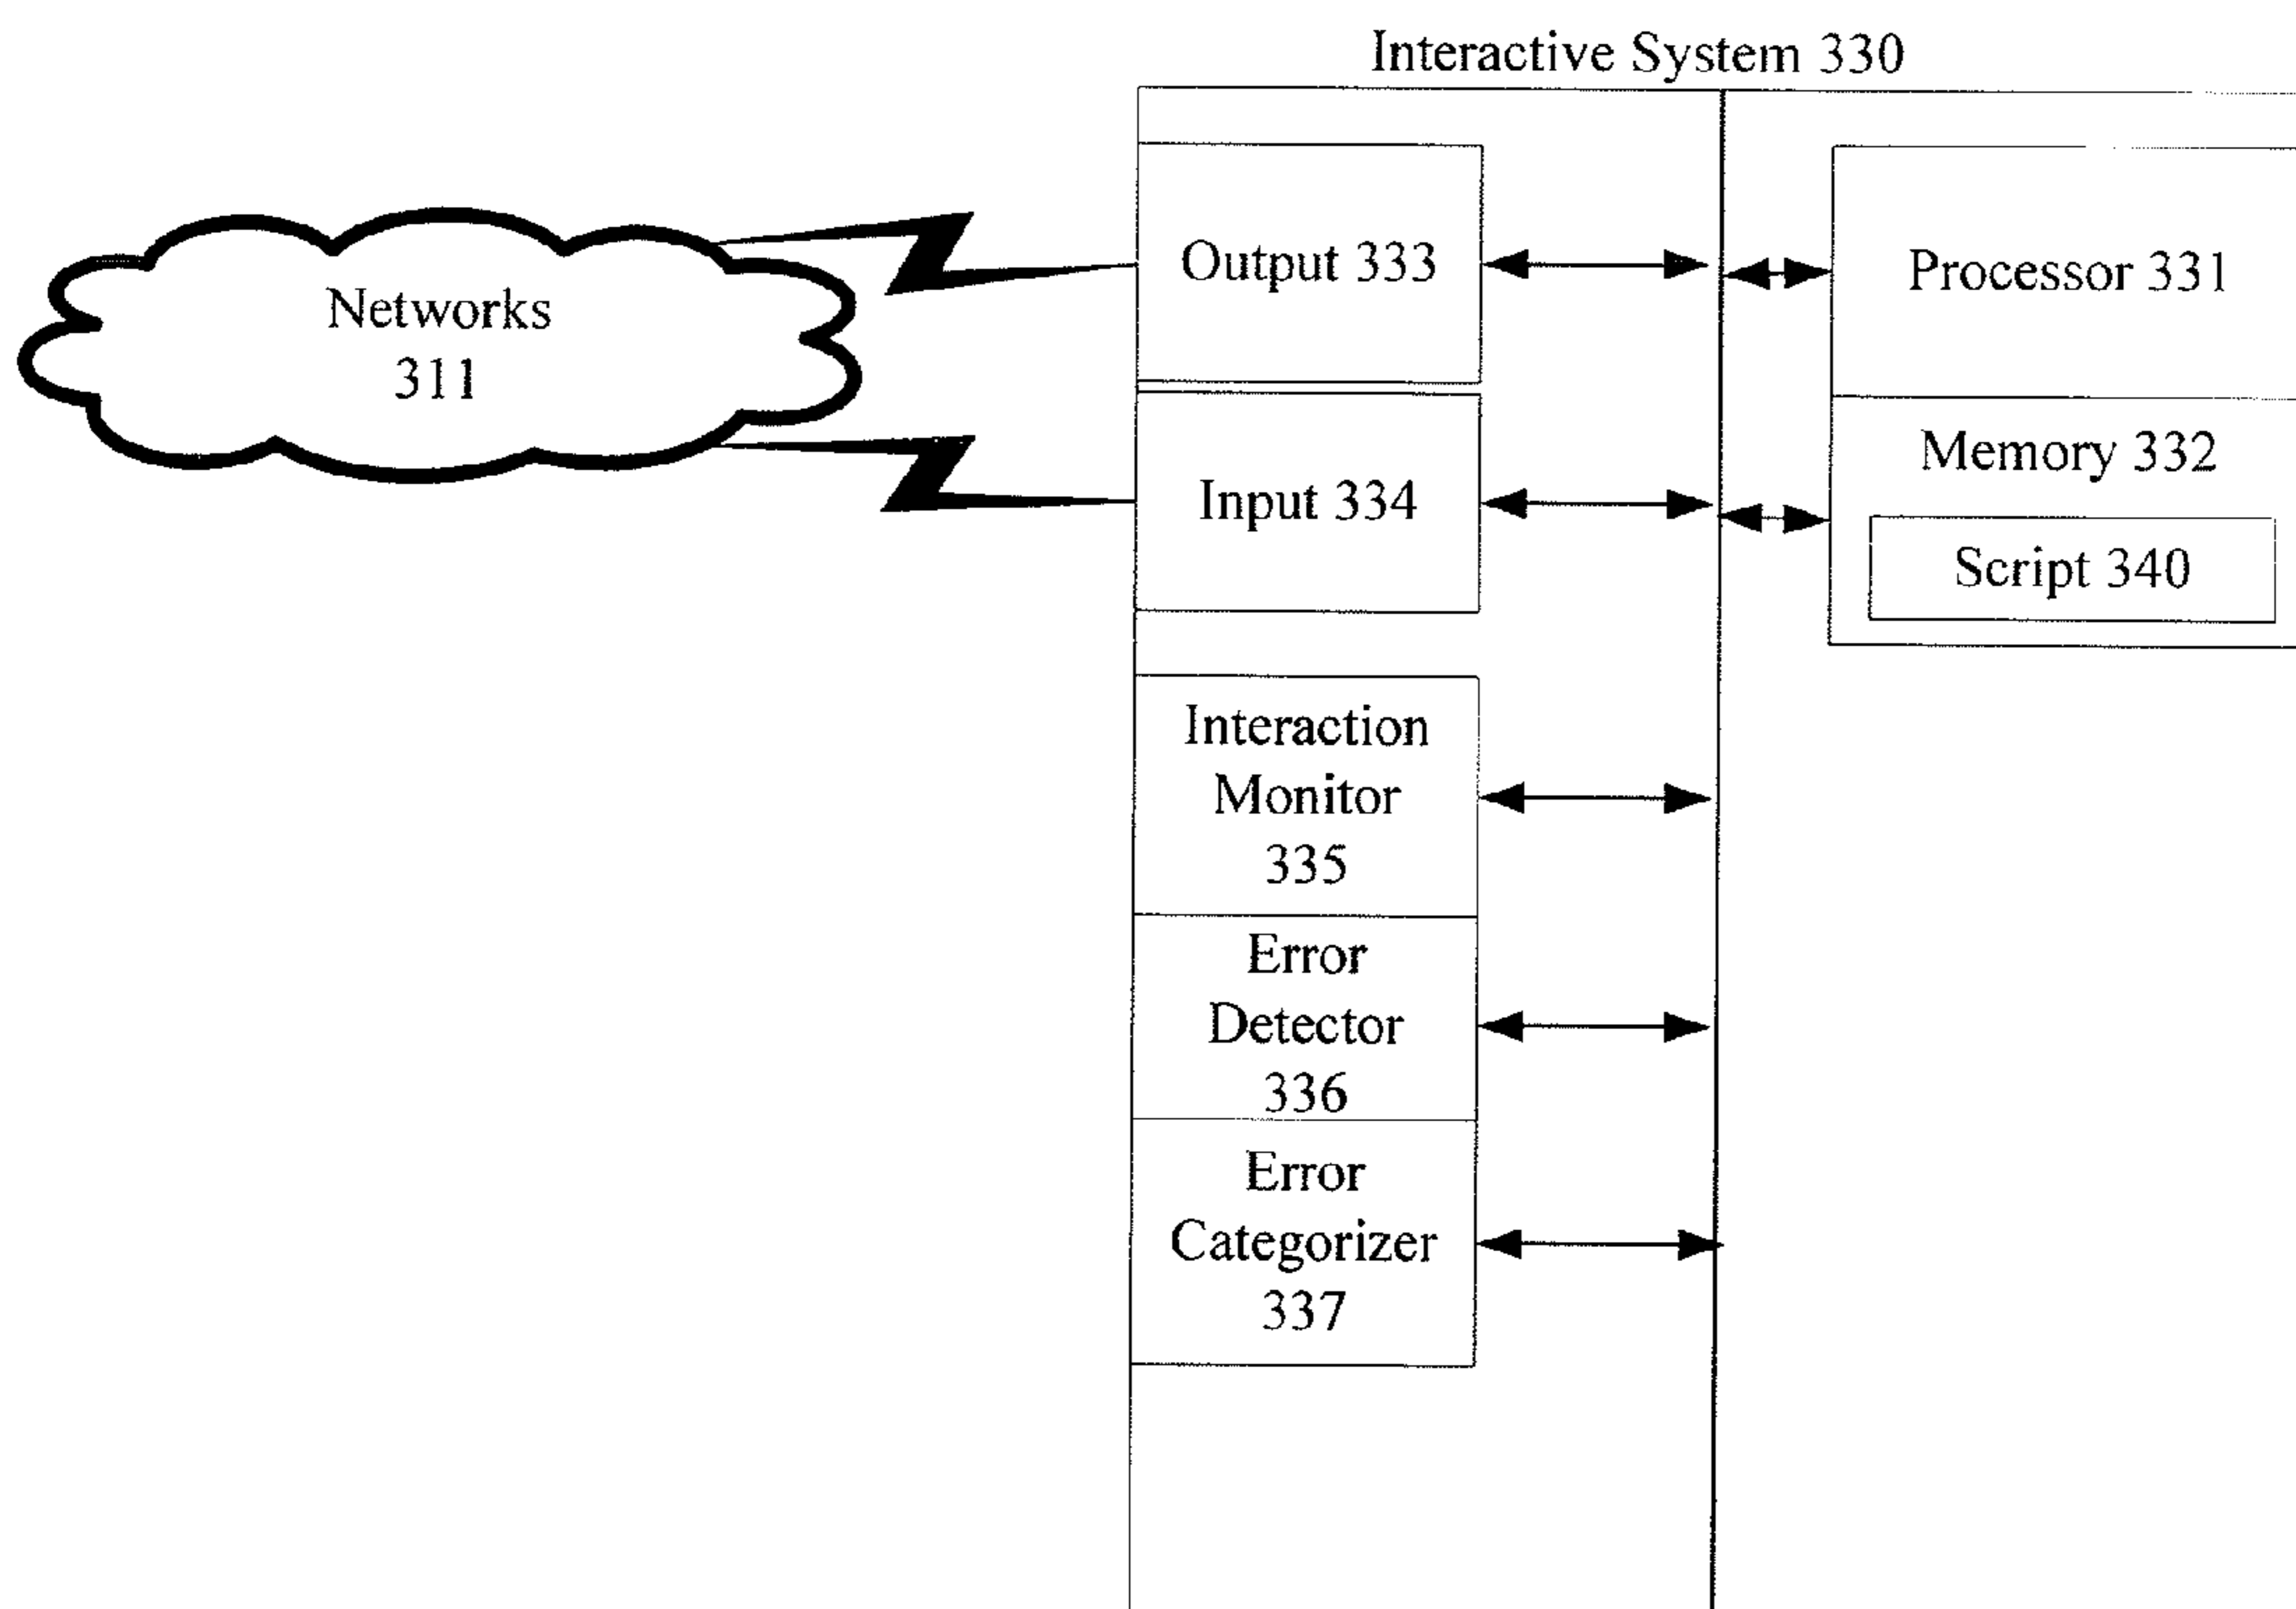 Interactive System 330
Networks
311
Output 333
Processor 331
Input 334
Memory 332
Script 340
Interaction
Monitor
335
Error
Detector
336
Error
Categorizer
337